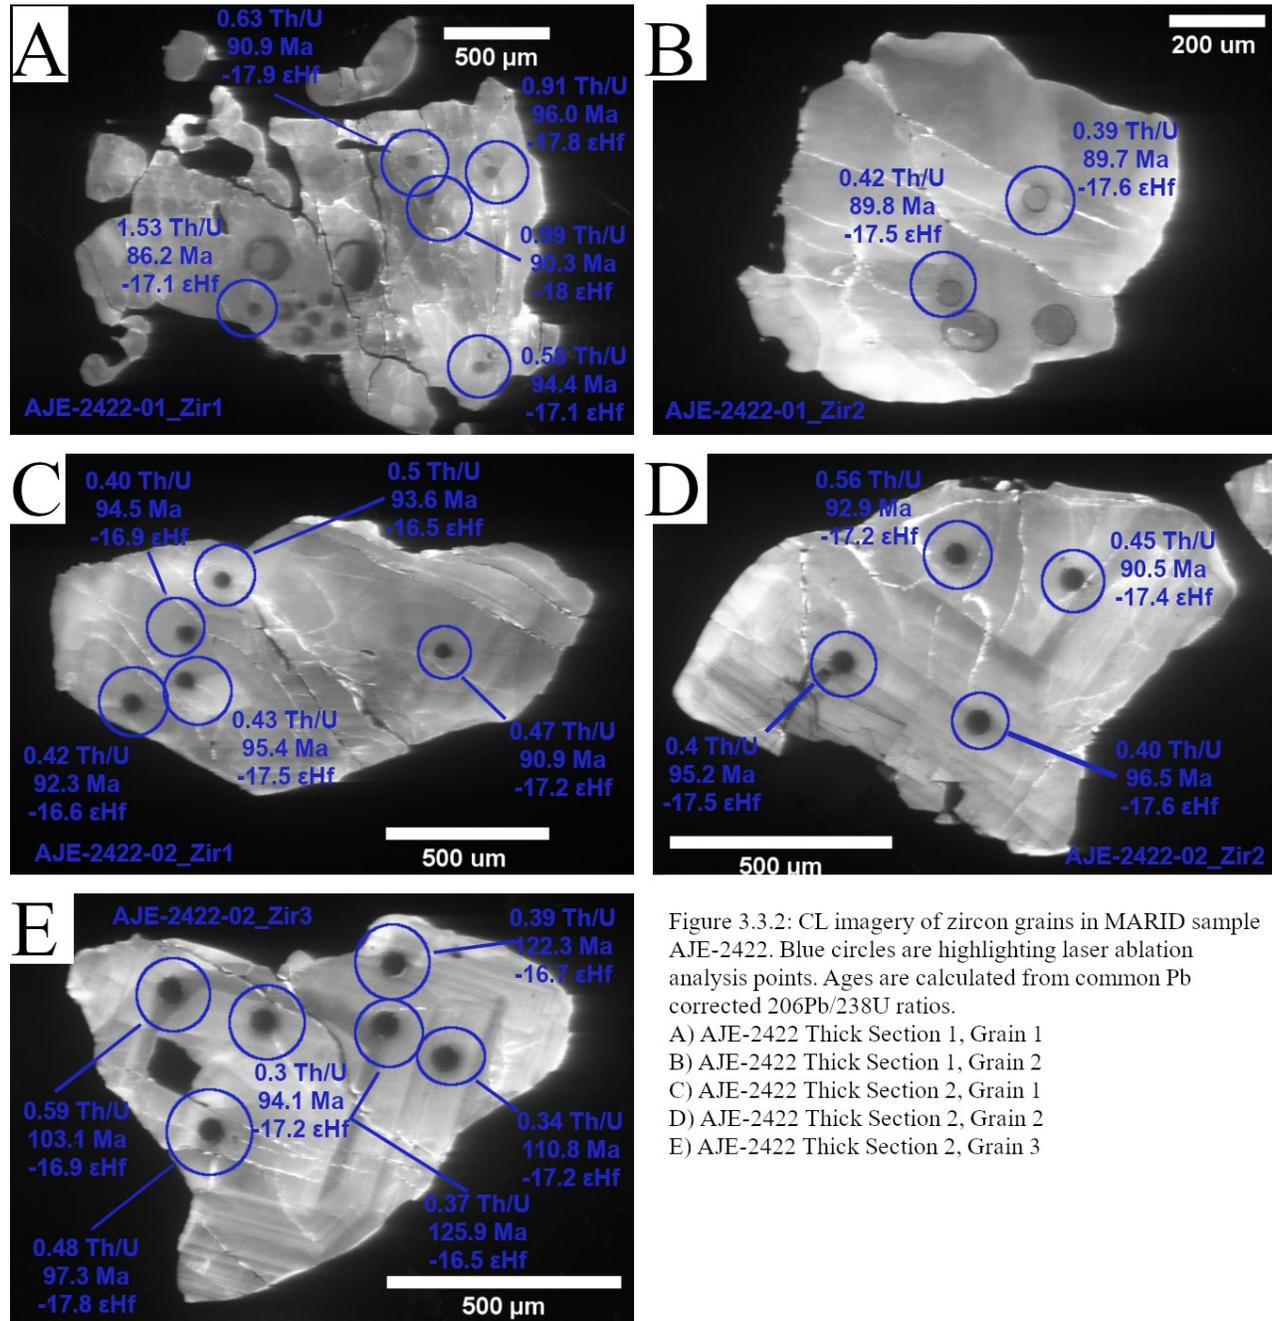 A
0.63 Th/U
90.9 Ma
-17.9 εHf
500 µm
0.91 Th/U
96.0 Ma
-17.8 εHf
1.53 Th/U
86.2 Ma
-17.1 εHf
0.99 Th/U
90.3 Ma
-18 εHf
0.58 Th/U
94.4 Ma
-17.1 εHf
AJE-2422-01_Zir1
B
200 um
0.39 Th/U
89.7 Ma
-17.6 εHf
0.42 Th/U
89.8 Ma
-17.5 εHf
AJE-2422-01_Zir2
C
0.40 Th/U
94.5 Ma
-16.9 εHf
0.5 Th/U
93.6 Ma
-16.5 εHf
0.42 Th/U
92.3 Ma
-16.6 εHf
0.43 Th/U
95.4 Ma
-17.5 εHf
0.47 Th/U
90.9 Ma
-17.2 εHf
AJE-2422-02_Zir1
500 um
D
0.56 Th/U
92.9 Ma
-17.2 εHf
0.45 Th/U
90.5 Ma
-17.4 εHf
0.4 Th/U
95.2 Ma
-17.5 εHf
0.40 Th/U
96.5 Ma
-17.6 εHf
500 µm
AJE-2422-02_Zir2
E
AJE-2422-02_Zir3
0.39 Th/U
122.3 Ma
-16.7 εHf
0.3 Th/U
94.1 Ma
-17.2 εHf
0.59 Th/U
103.1 Ma
-16.9 εHf
0.34 Th/U
110.8 Ma
-17.2 εHf
0.37 Th/U
125.9 Ma
-16.5 εHf
0.48 Th/U
97.3 Ma
-17.8 εHf
500 µm
Figure 3.3.2: CL imagery of zircon grains in MARID sample
AJE-2422. Blue circles are highlighting laser ablation
analysis points. Ages are calculated from common Pb
corrected 206Pb/238U ratios.
A) AJE-2422 Thick Section 1, Grain 1
B) AJE-2422 Thick Section 1, Grain 2
C) AJE-2422 Thick Section 2, Grain 1
D) AJE-2422 Thick Section 2, Grain 2
E) AJE-2422 Thick Section 2, Grain 3